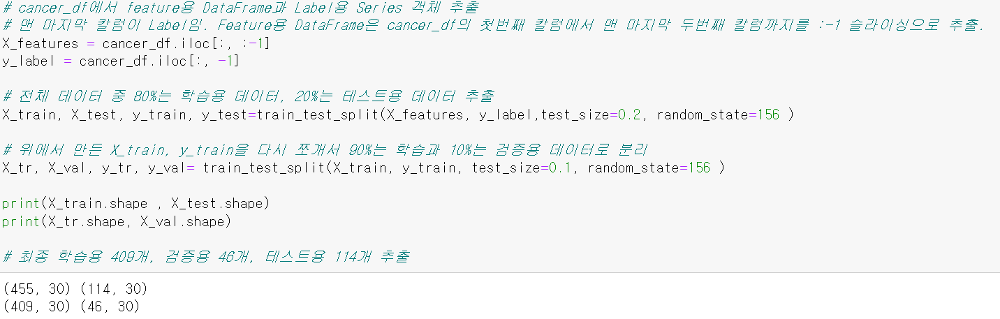 # cancer_df에서 feature용 DataFrame과 Label용 Series 객체 추출
# 맨 마지막 칼럼이 Label임. Feature용 DataFrame은 cancer_df의 첫번째 칼럼에서 맨 마지막 두번째 칼럼까지를 :-1 슬라이싱으로 추출.
X_features = cancer_df.iloc[:, :-1]
y_label = cancer_df.iloc[:, -1]
# 전체 데이터 중 80%는 학습용 데이터, 20%는 테스트용 데이터 추출
X_train, X_test, y_train, y_test=train_test_split(X_features, y_label,test_size=0.2, random_state=156 )
# 위에서 만든 X_train, y_train을 다시 쪼개서 90%는 학습과 10%는 검증용 데이터로 분리
X_tr, X_val, y_tr, y_val= train_test_split(X_train, y_train, test_size=0.1, random_state=156 )
print(X_train.shape , X_test.shape)
print(X_tr.shape, X_val.shape)
# 최종 학습용 409개, 검증용 46개, 테스트용 114개 추출
(455, 30) (114, 30)
(409, 30) (46, 30)